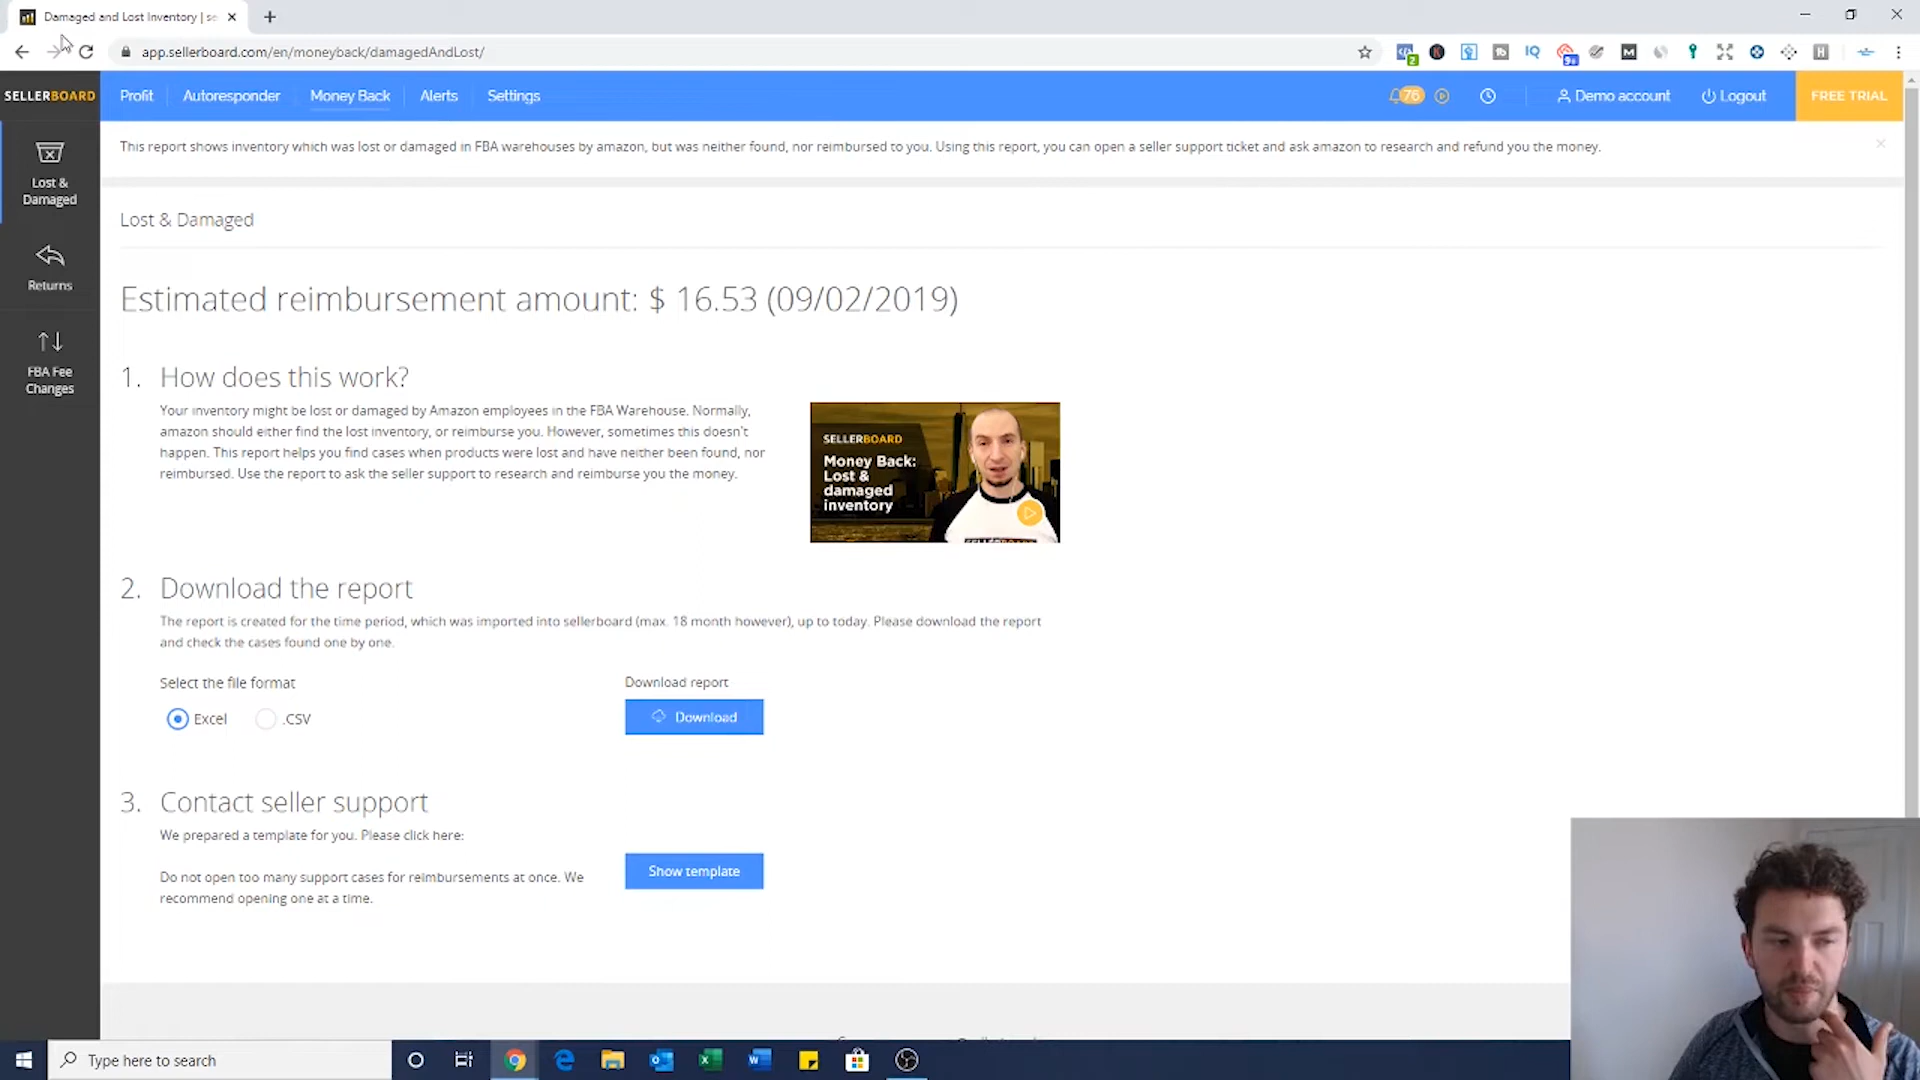 Damaged and Lost Inventory | se
app.sellerboard.com/en/moneyback/damagedAndLost/
SELLERBOARD
Profit
Autoresponder
Money Back
Alerts
Settings
76
Demo account
Logout
FREE TRIAL
This report shows inventory which was lost or damaged in FBA warehouses by amazon, but was neither found, nor reimbursed to you. Using this report, you can open a seller support ticket and ask amazon to research and refund you the money.
Lost &
Damaged
Returns
FBA Fee
Changes
Lost & Damaged
Estimated reimbursement amount: $ 16.53 (09/02/2019)
1. How does this work?
Your inventory might be lost or damaged by Amazon employees in the FBA Warehouse. Normally,
amazon should either find the lost inventory, or reimburse you. However, sometimes this doesn't
happen. This report helps you find cases when products were lost and have neither been found, nor
reimbursed. Use the report to ask the seller support to research and reimburse you the money.
SELLERBOARD
Money Back:
Lost &
damaged
inventory
2. Download the report
The report is created for the time period, which was imported into sellerboard (max. 18 month however), up to today. Please download the report
and check the cases found one by one.
Select the file format
Download report
Excel
.CSV
Download
3. Contact seller support
We prepared a template for you. Please click here:
Show template
Do not open too many support cases for reimbursements at once. We
recommend opening one at a time.
Type here to search